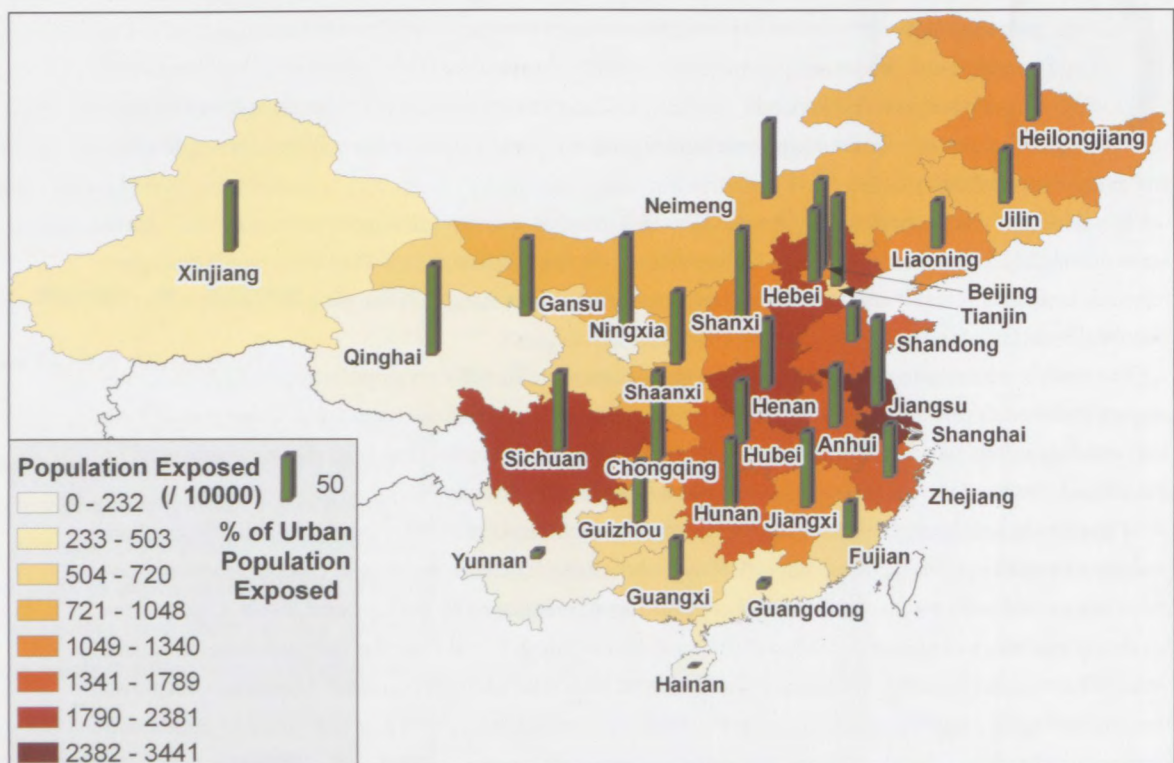 Heilongjiang
Neimeng
Jilin
Xinjiang
Gansu
Liaoning
Beijing
Hebei
Tianjin
Ningxia
Shanxi
Qinghai
Shandong
Shaanxi
Henan
Jiangsu
Sichuan
Anhui
Shanghai
Chongqing
Hubei
Zhejiang
Hunan
Jiangxi
Guizhou
Fujian
Yunnan
Guangxi
Guangdong
Hainan
Population Exposed
(/ 10000)
0 - 232
233 - 503
504 - 720
721 - 1048
1049 - 1340
1341 - 1789
1790 - 2381
2382 - 3441
50
% of Urban
Population
Exposed